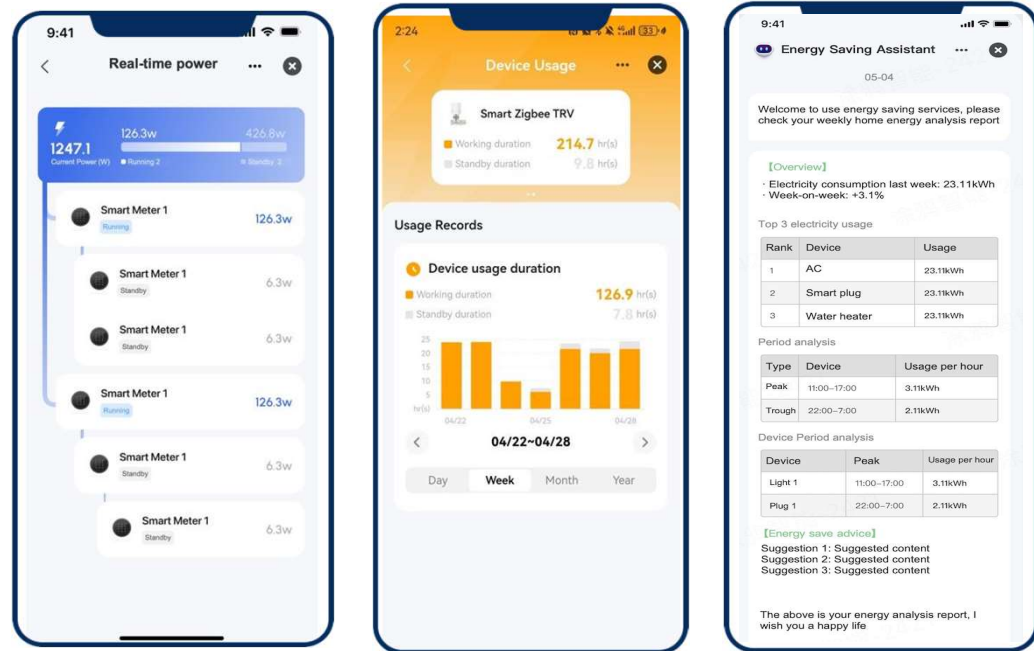 9:41
Real-time power
126.3w
426.8w
1247.1
Current Power (W)
Running 2
Standby 2
Smart Meter 1
Running
126.3w
Smart Meter 1
Standby
6.3w
Smart Meter 1
Standby
6.3w
Smart Meter 1
Running
126.3w
Smart Meter 1
Standby
6.3w
Smart Meter 1
Standby
6.3w
2:24
33
Device Usage
Smart Zigbee TRV
Working duration 214.7 hr(s)
Standby duration 9.8 hr(s)
Usage Records
Device usage duration
Working duration 126.9 hr(s)
Standby duration 7.8 hr(s)
25
20
15
10
5
hr(s)
04/22 04/25 04/28
04/22~04/28
Day Week Month Year
9:41
Energy Saving Assistant
05-04
Welcome to use energy saving services, please
check your weekly home energy analysis report
【Overview】
· Electricity consumption last week: 23.11kWh
· Week-on-week: +3.1%
Top 3 electricity usage
Rank Device Usage
1 AC 23.11kWh
2 Smart plug 23.11kWh
3 Water heater 23.11kWh
Period analysis
Type Device Usage per hour
Peak 11:00–17:00 3.11kWh
Trough 22:00–7:00 2.11kWh
Device Period analysis
Device Peak Usage per hour
Light 1 11:00–17:00 3.11kWh
Plug 1 22:00–7:00 2.11kWh
【Energy save advice】
Suggestion 1: Suggested content
Suggestion 2: Suggested content
Suggestion 3: Suggested content
The above is your energy analysis report, I
wish you a happy life